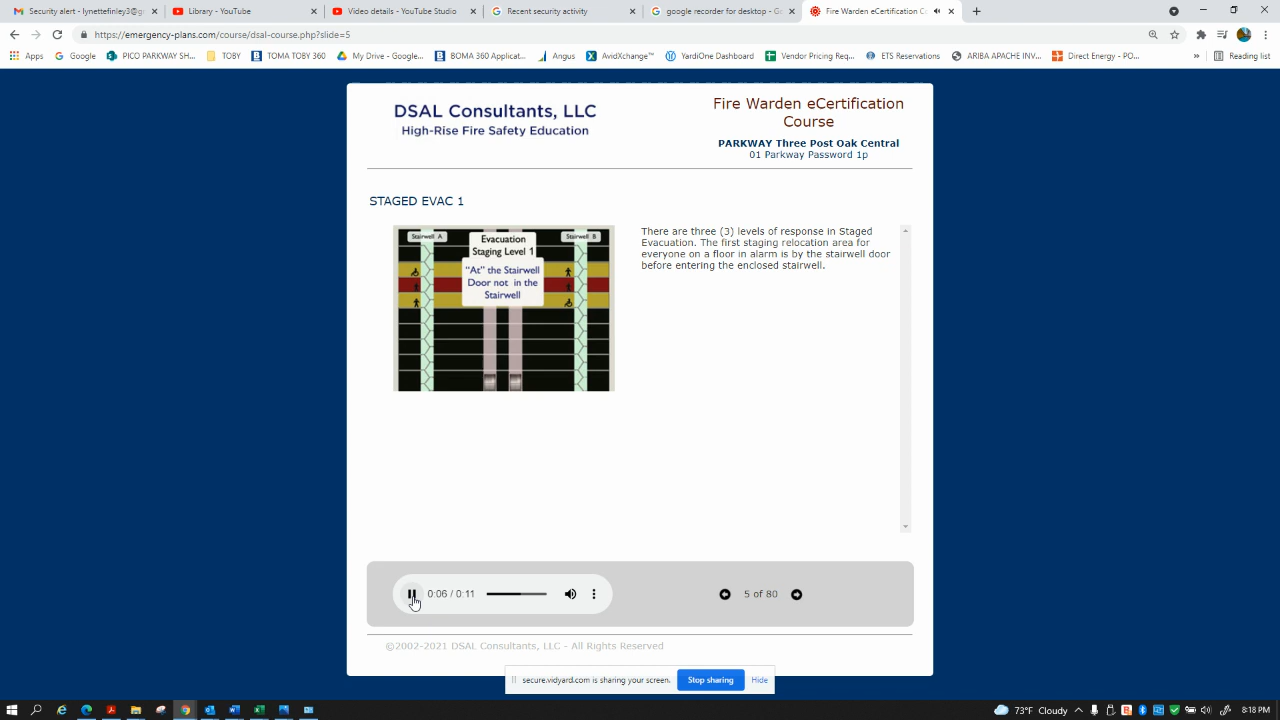 Security alert - lynettefinley3@g
Library - YouTube
Video details - YouTube Studio
Recent security activity
google recorder for desktop - Go
Fire Warden eCertification C
https://emergency-plans.com/course/dsal-course.php?slide=5
Apps
Google
PICO PARKWAY SH...
TOBY
TOMA TOBY 360
My Drive - Google...
BOMA 360 Applicat...
Angus
AvidXchange™
YardiOne Dashboard
Vendor Pricing Req...
ETS Reservations
ARIBA APACHE INV...
Direct Energy - PO...
»
Reading list
DSAL Consultants, LLC
High-Rise Fire Safety Education
Fire Warden eCertification
Course
PARKWAY Three Post Oak Central
01 Parkway Password 1p
STAGED EVAC 1
Stairwell A
Evacuation
Staging Level 1
Stairwell B
"At" the Stairwell
Door not in the
Stairwell
There are three (3) levels of response in Staged
Evacuation. The first staging relocation area for
everyone on a floor in alarm is by the stairwell door
before entering the enclosed stairwell.
0:06 / 0:11
5 of 80
©2002-2021 DSAL Consultants, LLC - All Rights Reserved
secure.vidyard.com is sharing your screen.
Stop sharing
Hide
73°F Cloudy
8:18 PM